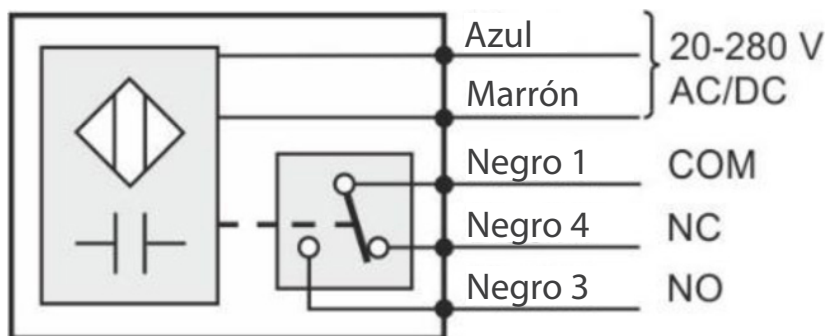 Azul
20-280 V
Marrón
AC/DC
Negro 1 COM
Negro 4 NC
Negro 3 NO